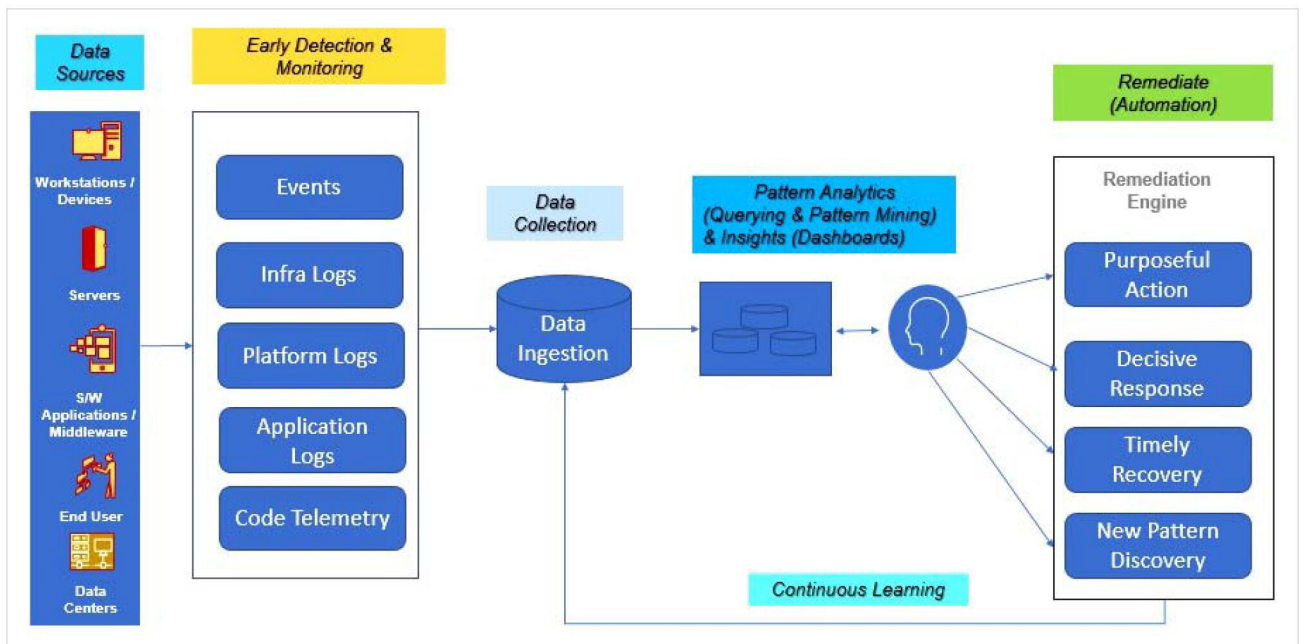 Data
Sources
Workstations /
Devices
Servers
S/W
Applications /
Middleware
End User
Data
Centers
Early Detection &
Monitoring
Events
Infra Logs
Platform Logs
Application
Logs
Code Telemetry
Data
Collection
Data
Ingestion
Pattern Analytics
(Querying & Pattern Mining)
& Insights (Dashboards)
Remediate
(Automation)
Remediation
Engine
Purposeful
Action
Decisive
Response
Timely
Recovery
New Pattern
Discovery
Continuous Learning